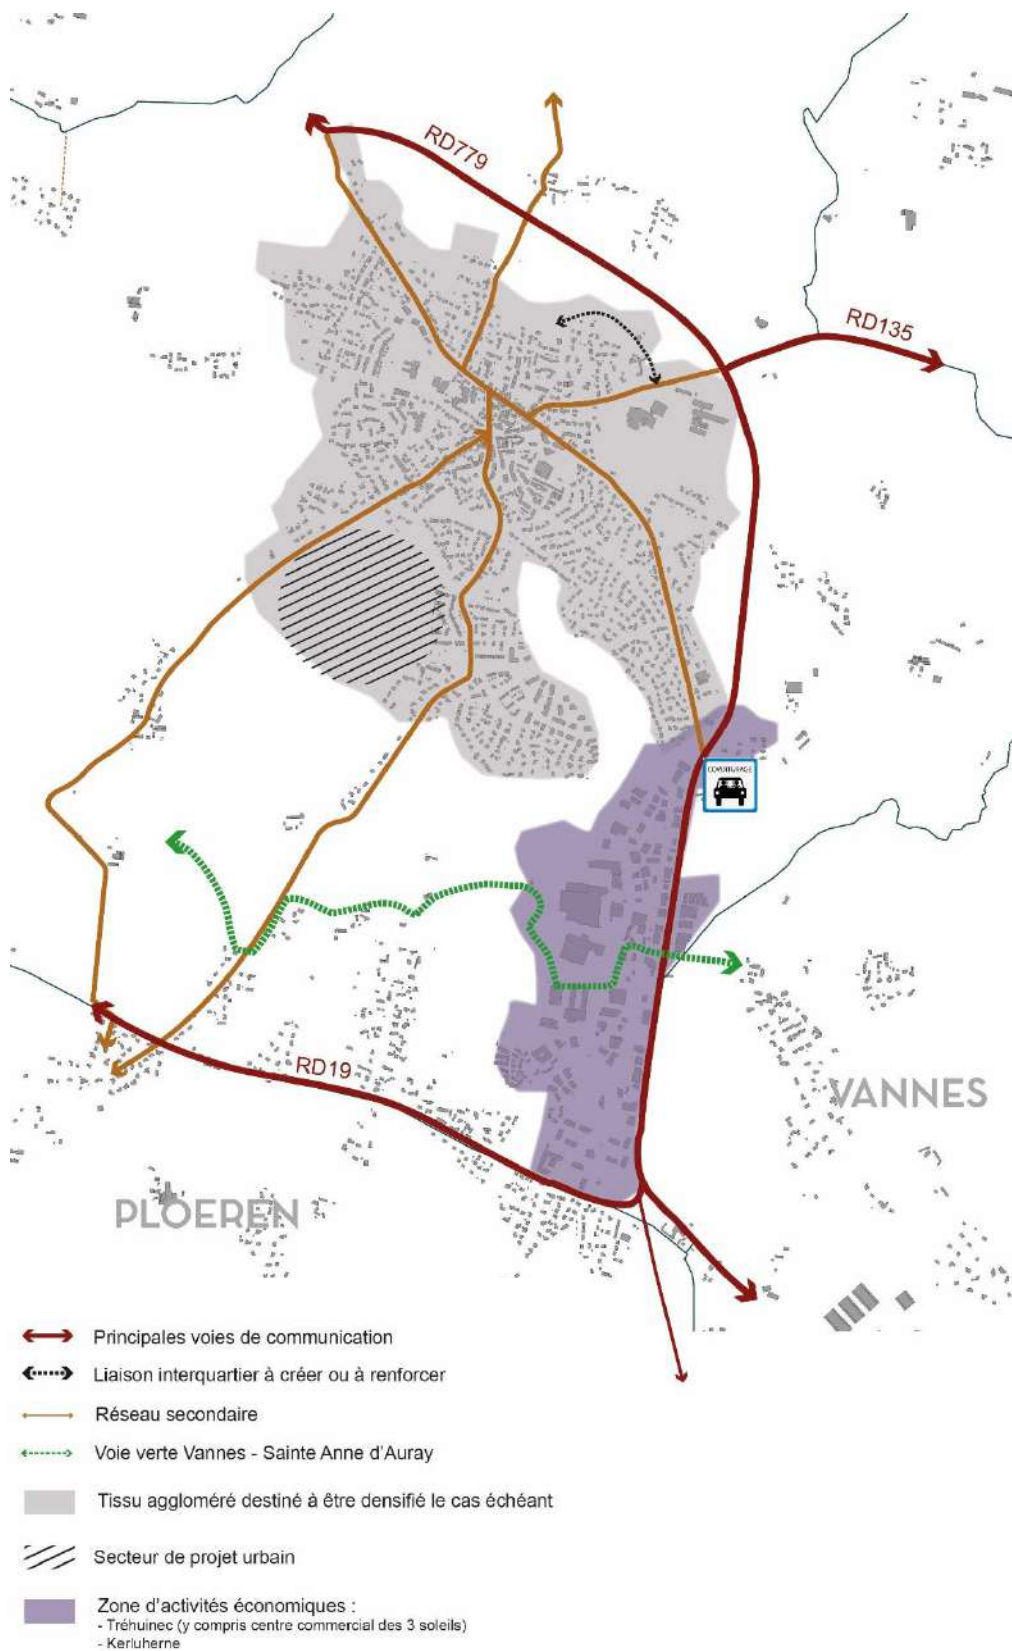 RD779
RD135
COVOITURAGE
RD19
VANNES
PLOEREN
Principales voies de communication
Liaison interquartier à créer ou à renforcer
Réseau secondaire
Voie verte Vannes - Sainte Anne d'Auray
Tissu aggloméré destiné à être densifié le cas échéant
Secteur de projet urbain
Zone d'activités économiques :
- Tréhuinec (y compris centre commercial des 3 soleils)
- Kerluherne